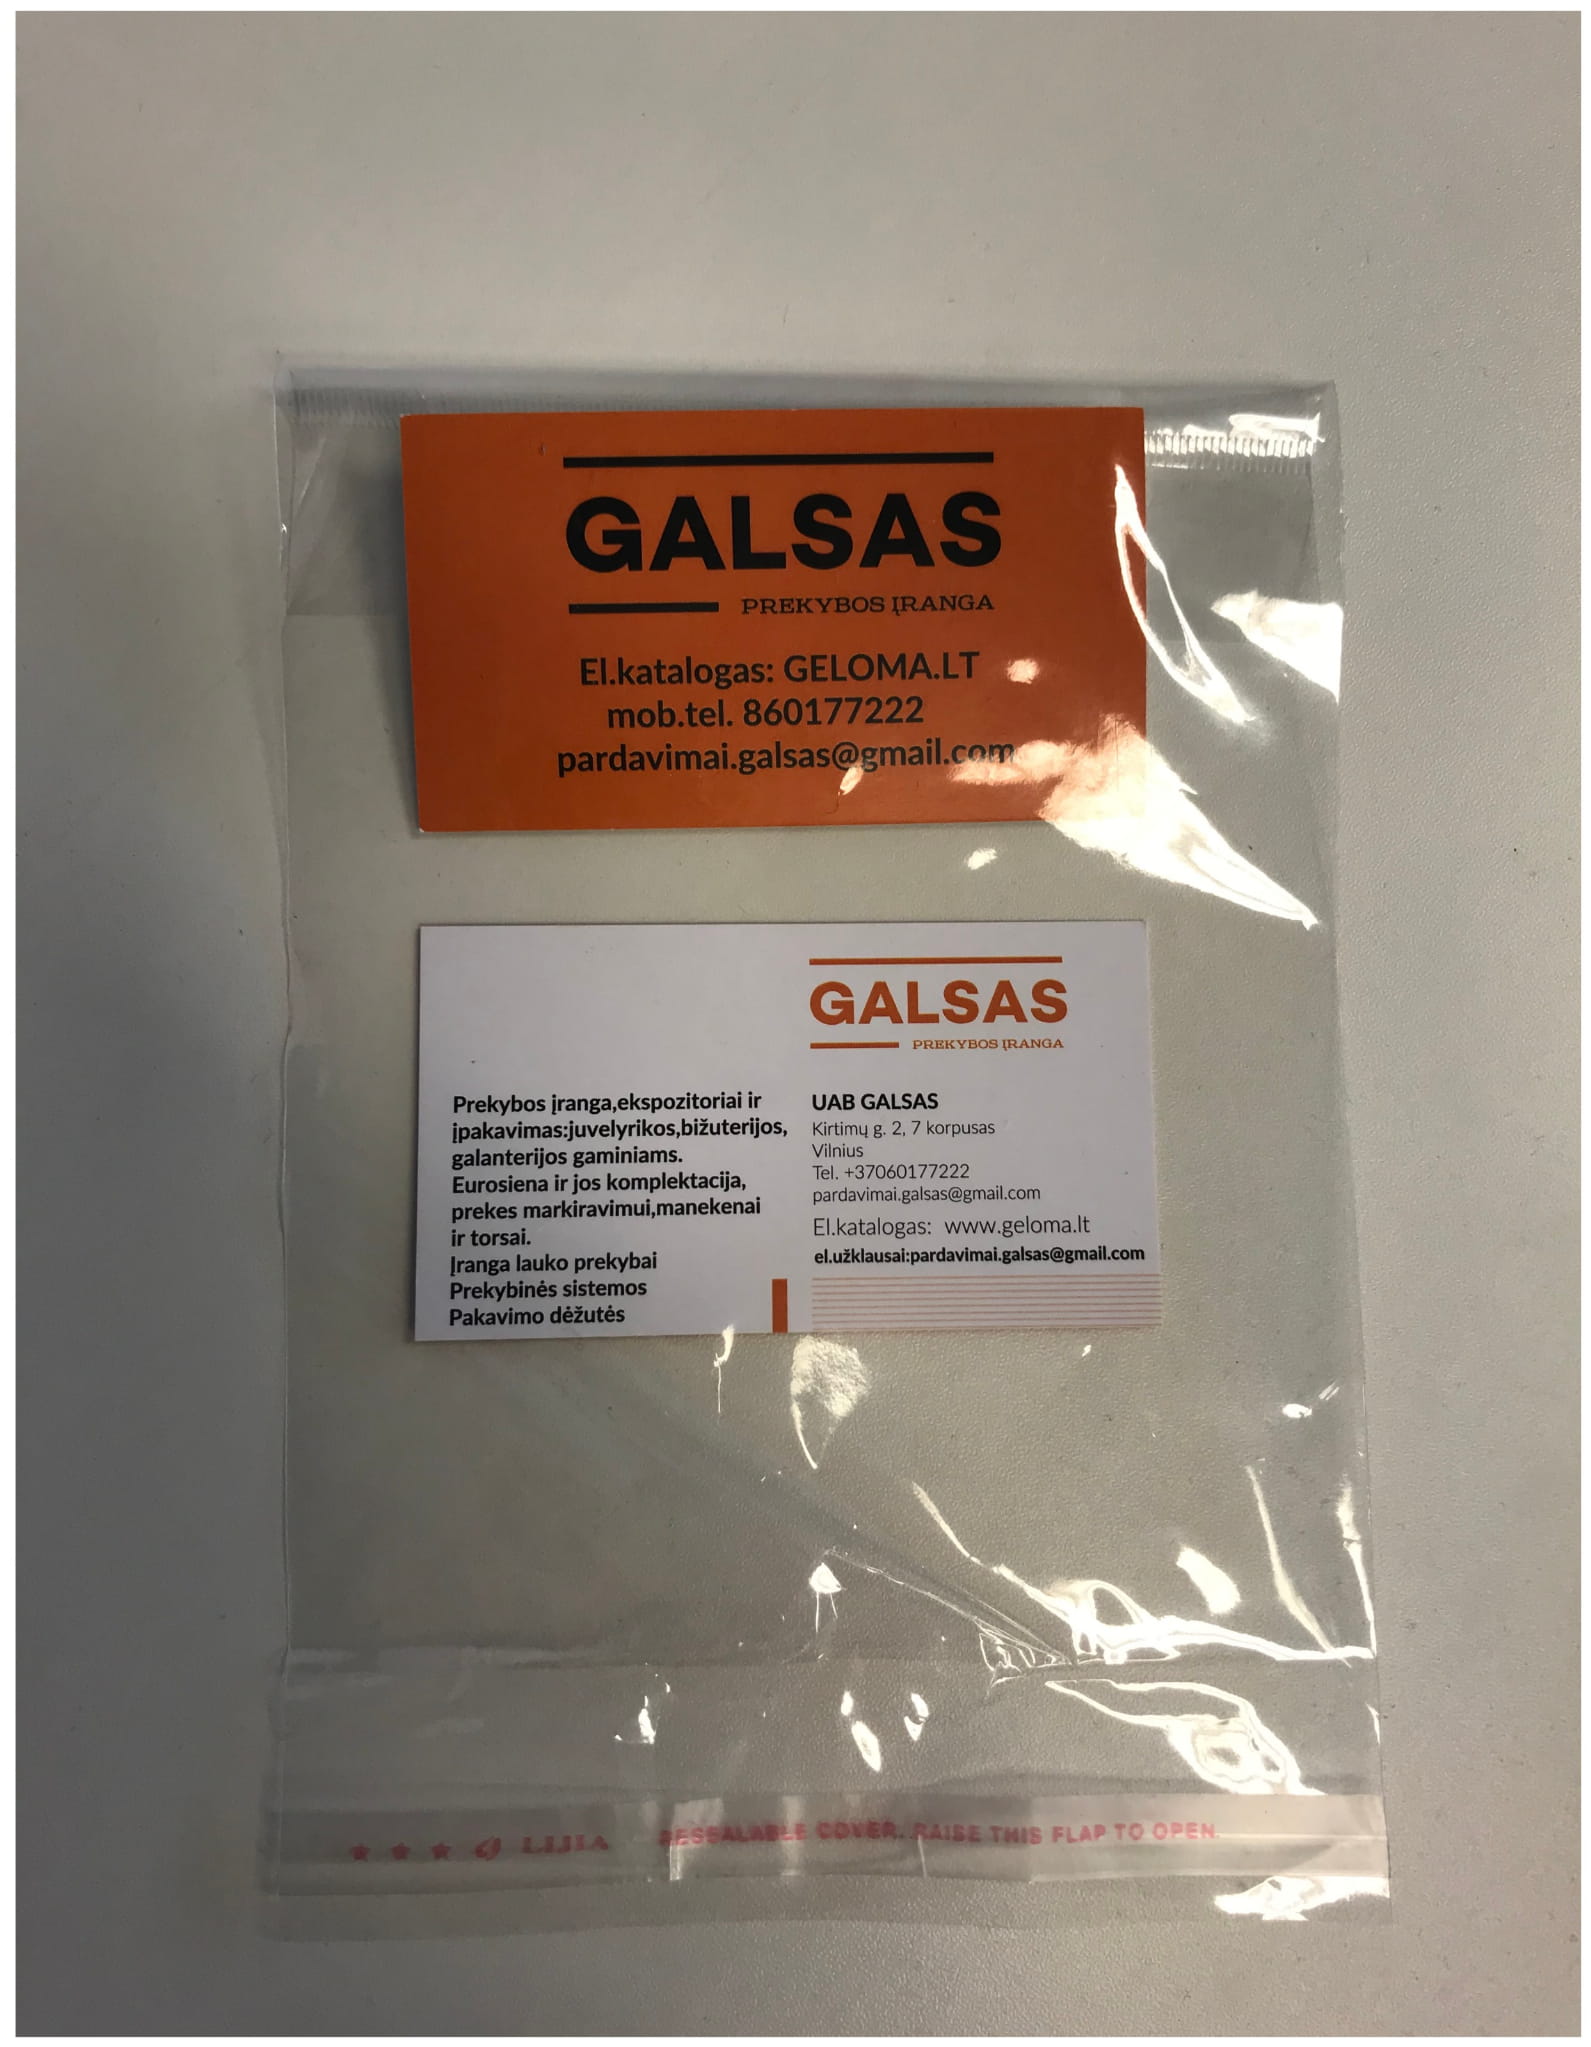 GALSAS
PREKYBOS ĮRANGA
El.katalogas: GELOMA.LT
mob.tel. 860177222
pardavimai.galsas@gmail.com
GALSAS
PREKYBOS ĮRANGA
Prekybos įranga,ekspozitoriai ir
įpakavimas:juvelyrikos,bižuterijos,
galanterijos gaminiams.
Eurosiena ir jos komplektacija,
prekes markiravimui,manekenai
ir torsai.
Įranga lauko prekybai
Prekybinės sistemos
Pakavimo dėžutės
UAB GALSAS
Kirtimų g. 2, 7 korpusas
Vilnius
Tel. +37060177222
pardavimai.galsas@gmail.com
El.katalogas: www.geloma.lt
el.užklausai:pardavimai.galsas@gmail.com
LIJIA RESEALABLE COVER. RAISE THIS FLAP TO OPEN.